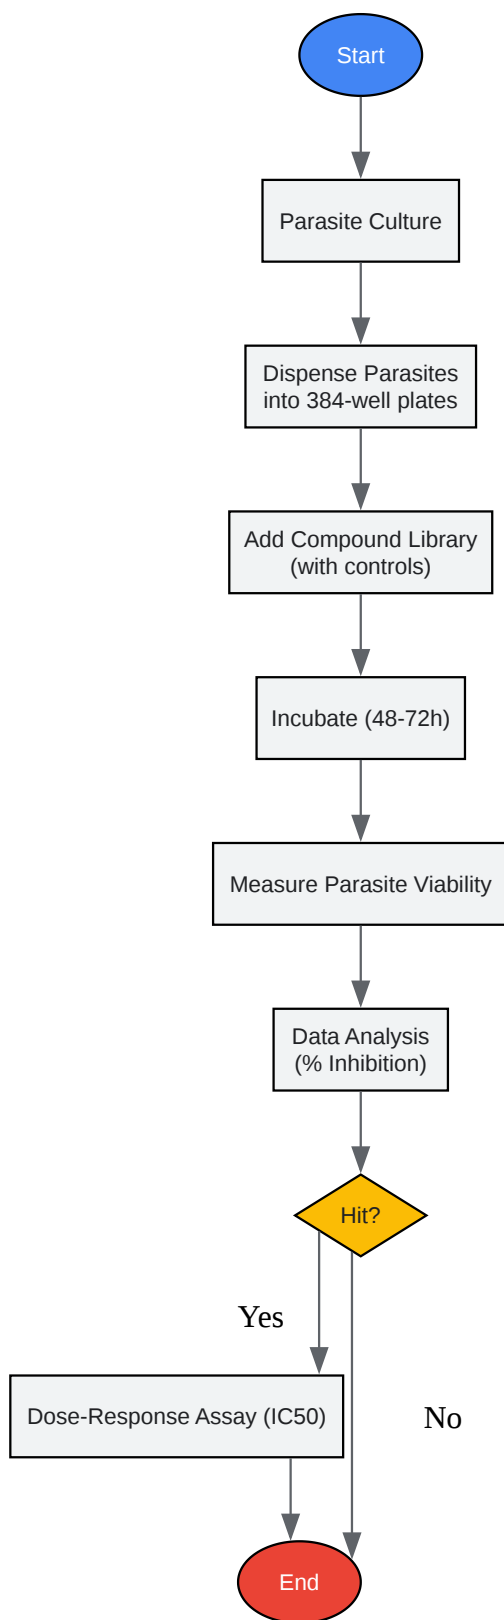 Start
Parasite Culture
Dispense Parasites
into 384-well plates
Add Compound Library
(with controls)
Incubate (48-72h)
Measure Parasite Viability
Data Analysis
(% Inhibition)
Hit?
Yes
Dose-Response Assay (IC50)
No
End